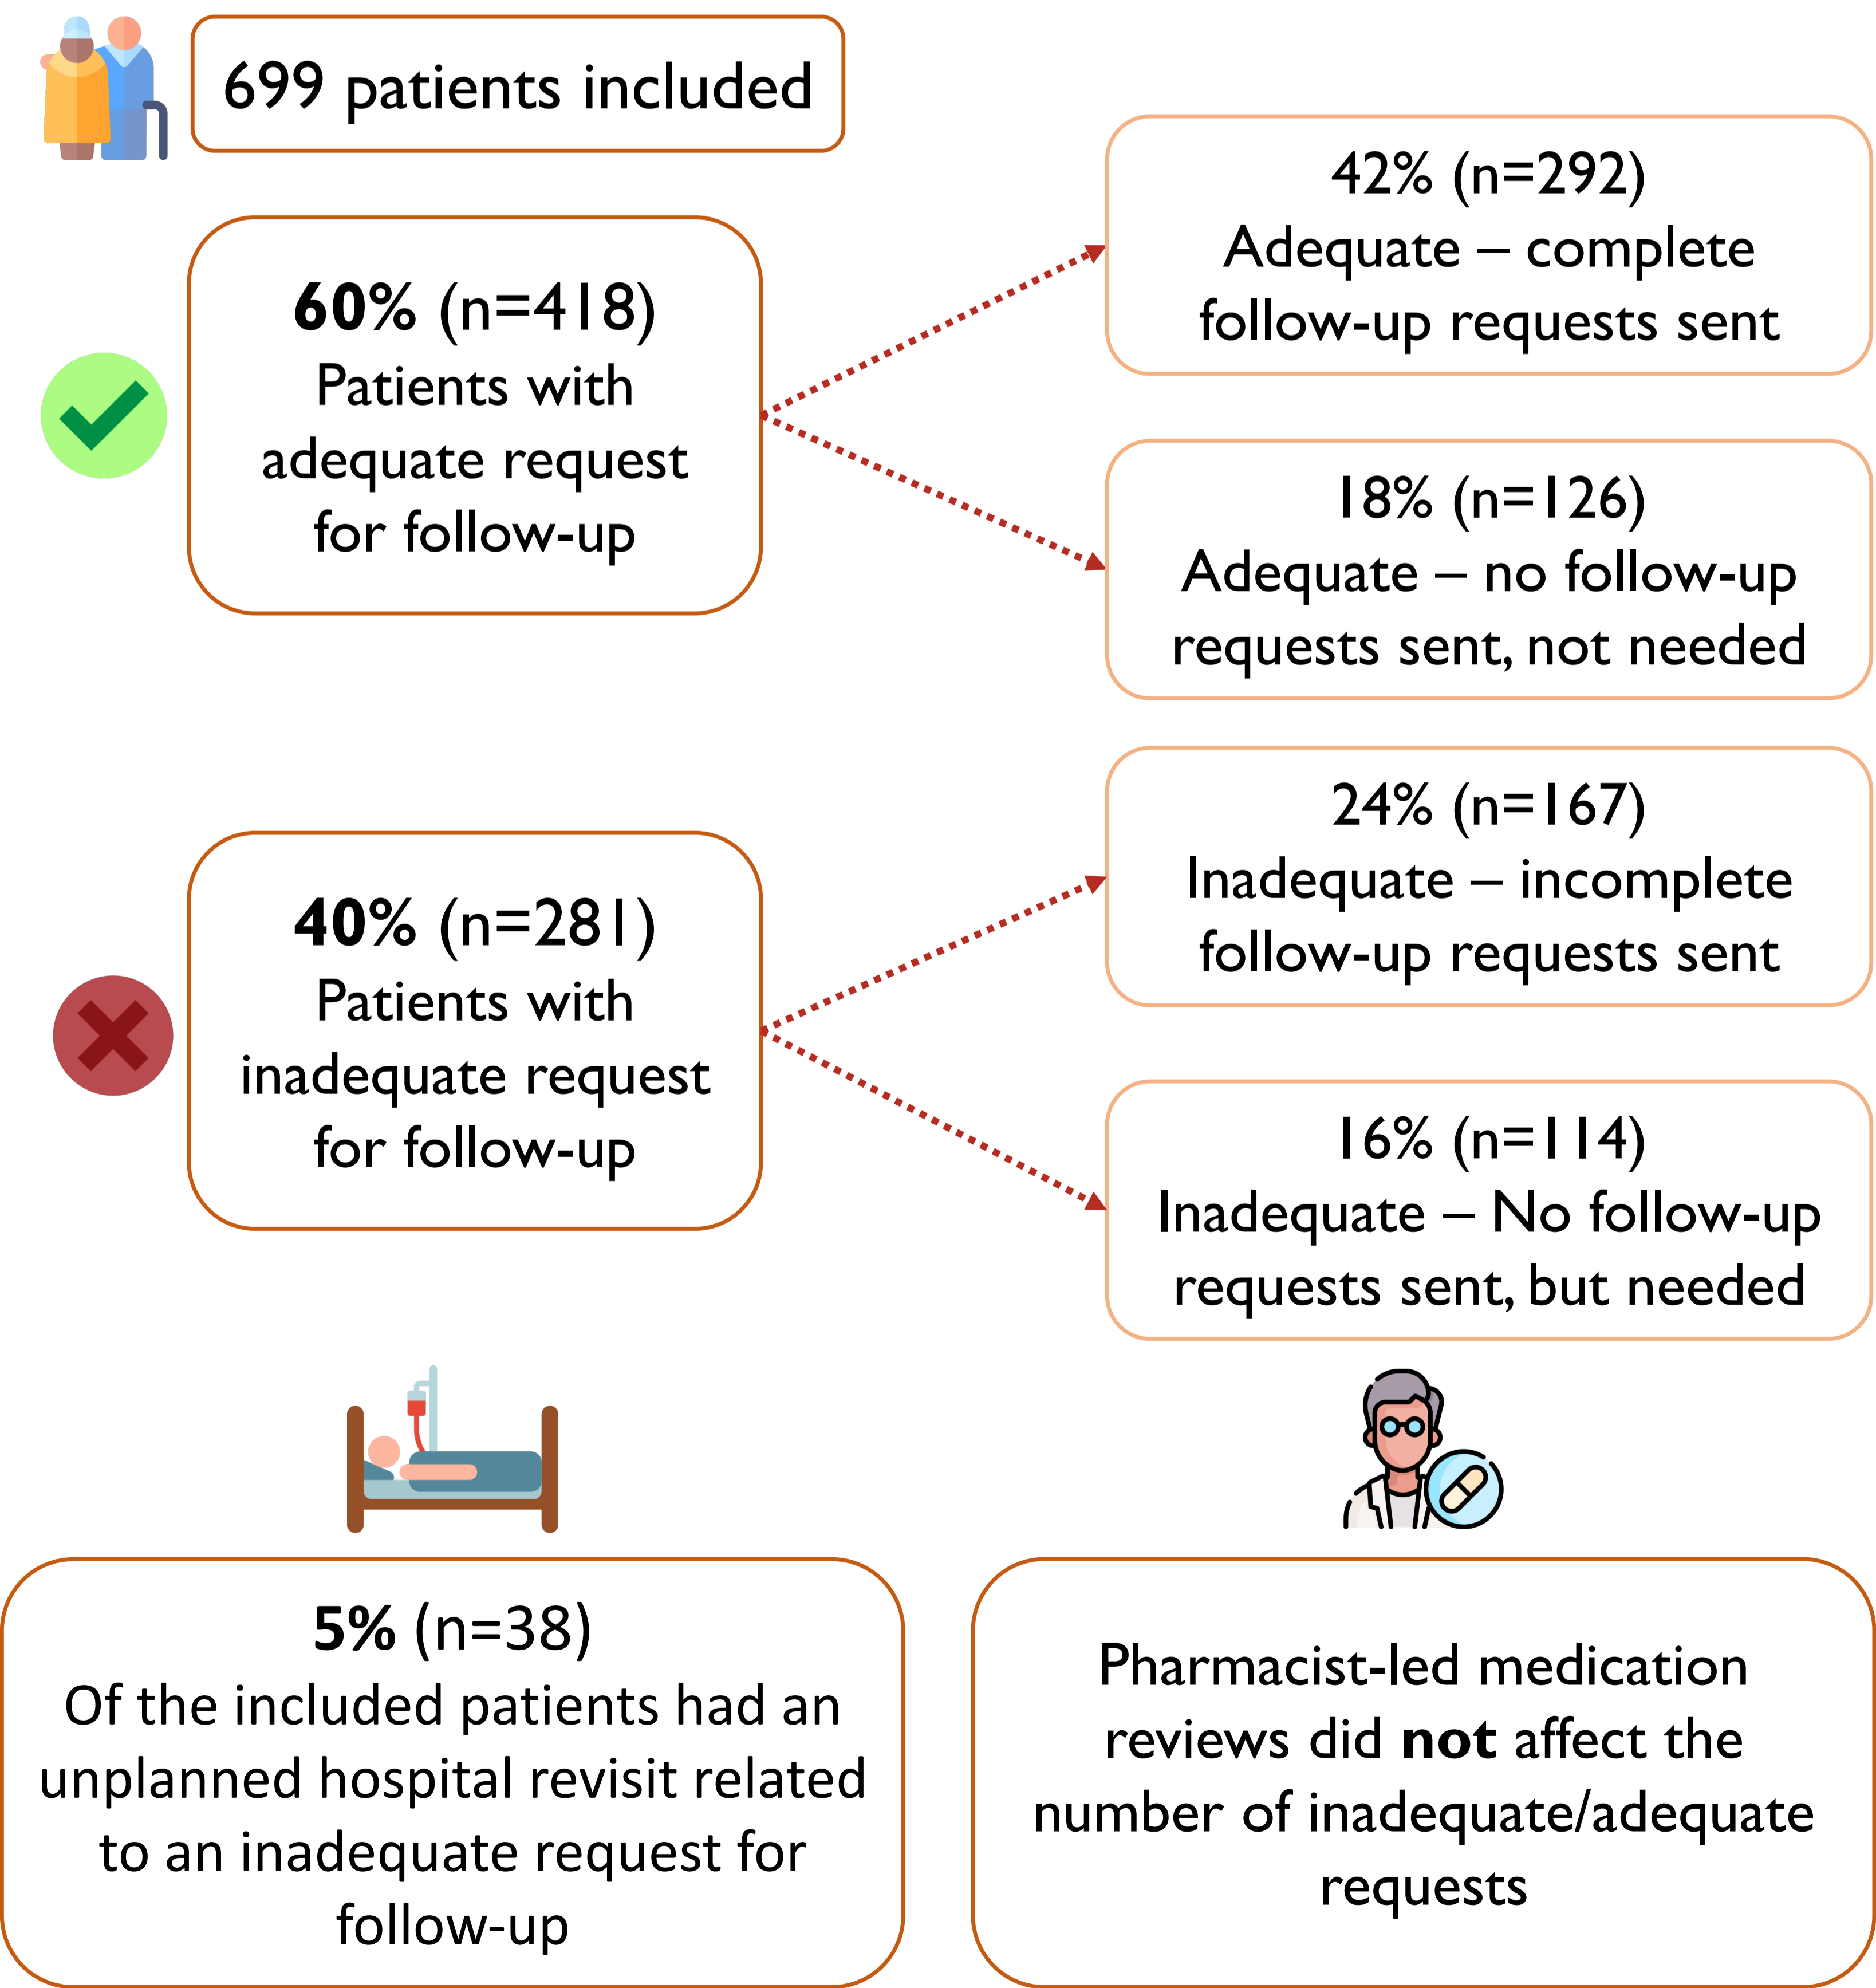 699 patients included
60% (n=418)
Patients with
adequate request
for follow-up
42% (n=292)
Adequate – complete
follow-up requests sent
18% (n=126)
Adequate – no follow-up
requests sent, not needed
40% (n=281)
Patients with
inadequate request
for follow-up
24% (n=167)
Inadequate – incomplete
follow-up requests sent
16% (n=114)
Inadequate – No follow-up
requests sent, but needed
5% (n=38)
Of the included patients had an
unplanned hospital revisit related
to an inadequate request for
follow-up
Pharmacist-led medication
reviews did not affect the
number of inadequate/adequate
requests